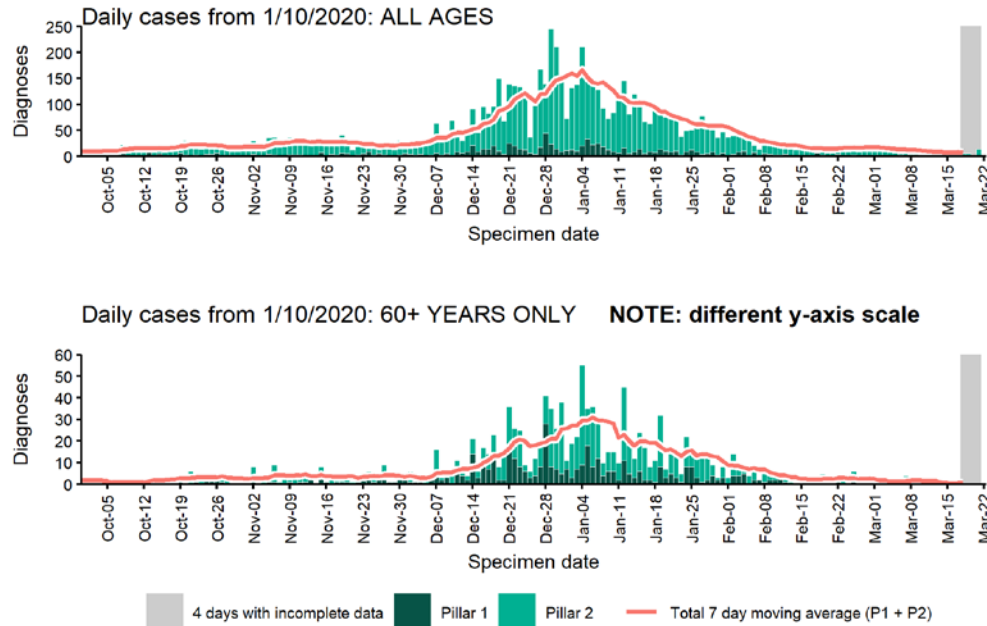 Daily cases from 1/10/2020: ALL AGES
250
200
150
100
50
0
Diagnoses
Oct-05 Oct-12 Oct-19 Oct-26 Nov-02 Nov-09 Nov-16 Nov-23 Nov-30 Dec-07 Dec-14 Dec-21 Dec-28 Jan-04 Jan-11 Jan-18 Jan-25 Feb-01 Feb-08 Feb-15 Feb-22 Mar-01 Mar-08 Mar-15 Mar-22
Specimen date
Daily cases from 1/10/2020: 60+ YEARS ONLY NOTE: different y-axis scale
60
50
40
30
20
10
0
Diagnoses
Oct-05 Oct-12 Oct-19 Oct-26 Nov-02 Nov-09 Nov-16 Nov-23 Nov-30 Dec-07 Dec-14 Dec-21 Dec-28 Jan-04 Jan-11 Jan-18 Jan-25 Feb-01 Feb-08 Feb-15 Feb-22 Mar-01 Mar-08 Mar-15 Mar-22
Specimen date
4 days with incomplete data Pillar 1 Pillar 2 Total 7 day moving average (P1 + P2)